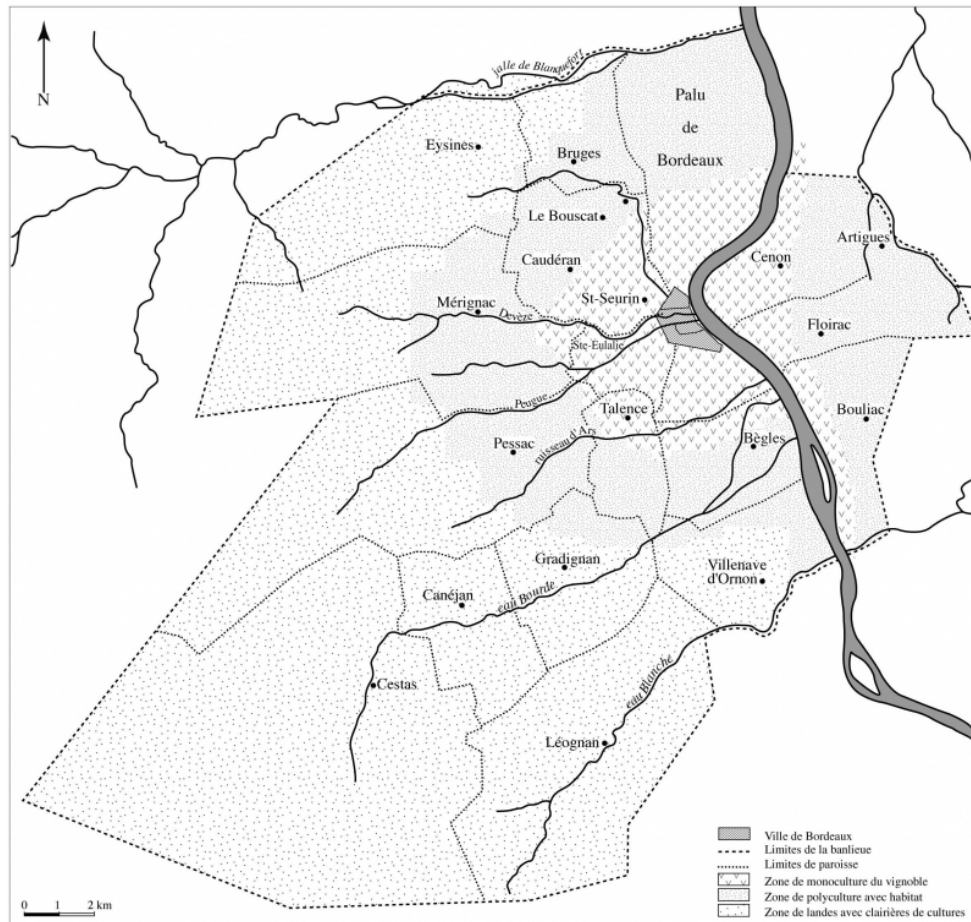 N
jalle de Blanquefort
Palu
de
Bordeaux
Eysines
Bruges
Le Bouscat
Artigues
Cenon
Caudéran
St-Seurin
Mérignac
Devèze
Floirac
Ste-Eulalie
Peugue
Talence
Bouliac
ruisseau d'Ars
Bègles
Pessac
Gradignan
Villenave
d'Ornon
Canéjan
eau Bourde
Cestas
eau Blanche
Léognan
Ville de Bordeaux
Limites de la banlieue
Limites de paroisse
Zone de monoculture du vignoble
Zone de polyculture avec habitat
Zone de landes avec clairières de cultures
0 1 2 km